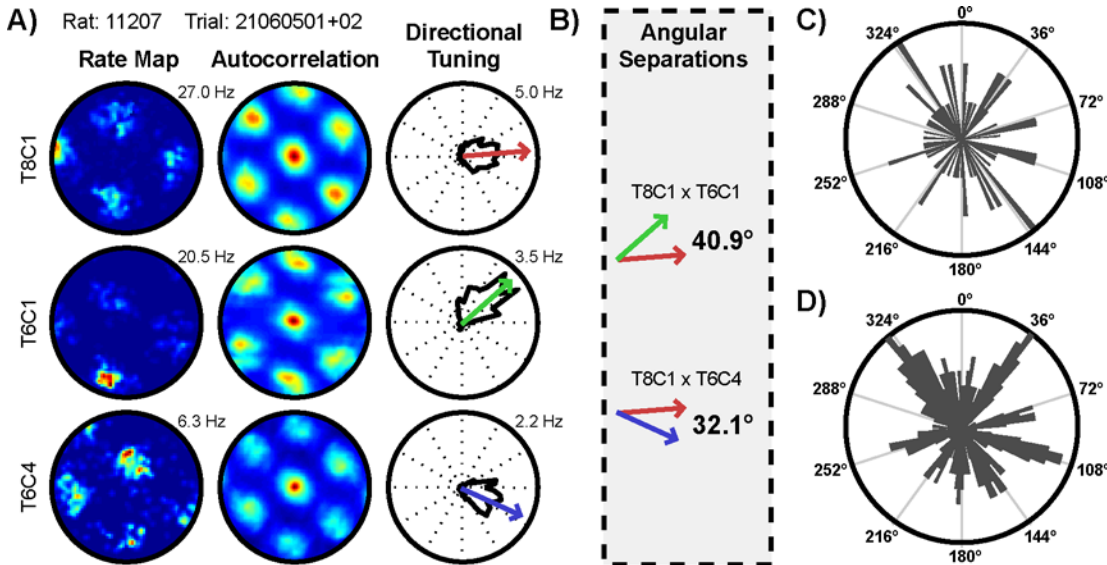 A) Rat: 11207 Trial: 21060501+02
Rate Map Autocorrelation Directional Tuning
T8C1 27.0 Hz 5.0 Hz
T6C1 20.5 Hz 3.5 Hz
T6C4 6.3 Hz 2.2 Hz
B) Angular
Separations
T8C1 x T6C1
40.9°
T8C1 x T6C4
32.1°
C)
0°
36°
72°
108°
144°
180°
216°
252°
288°
324°
D)
0°
36°
72°
108°
144°
180°
216°
252°
288°
324°